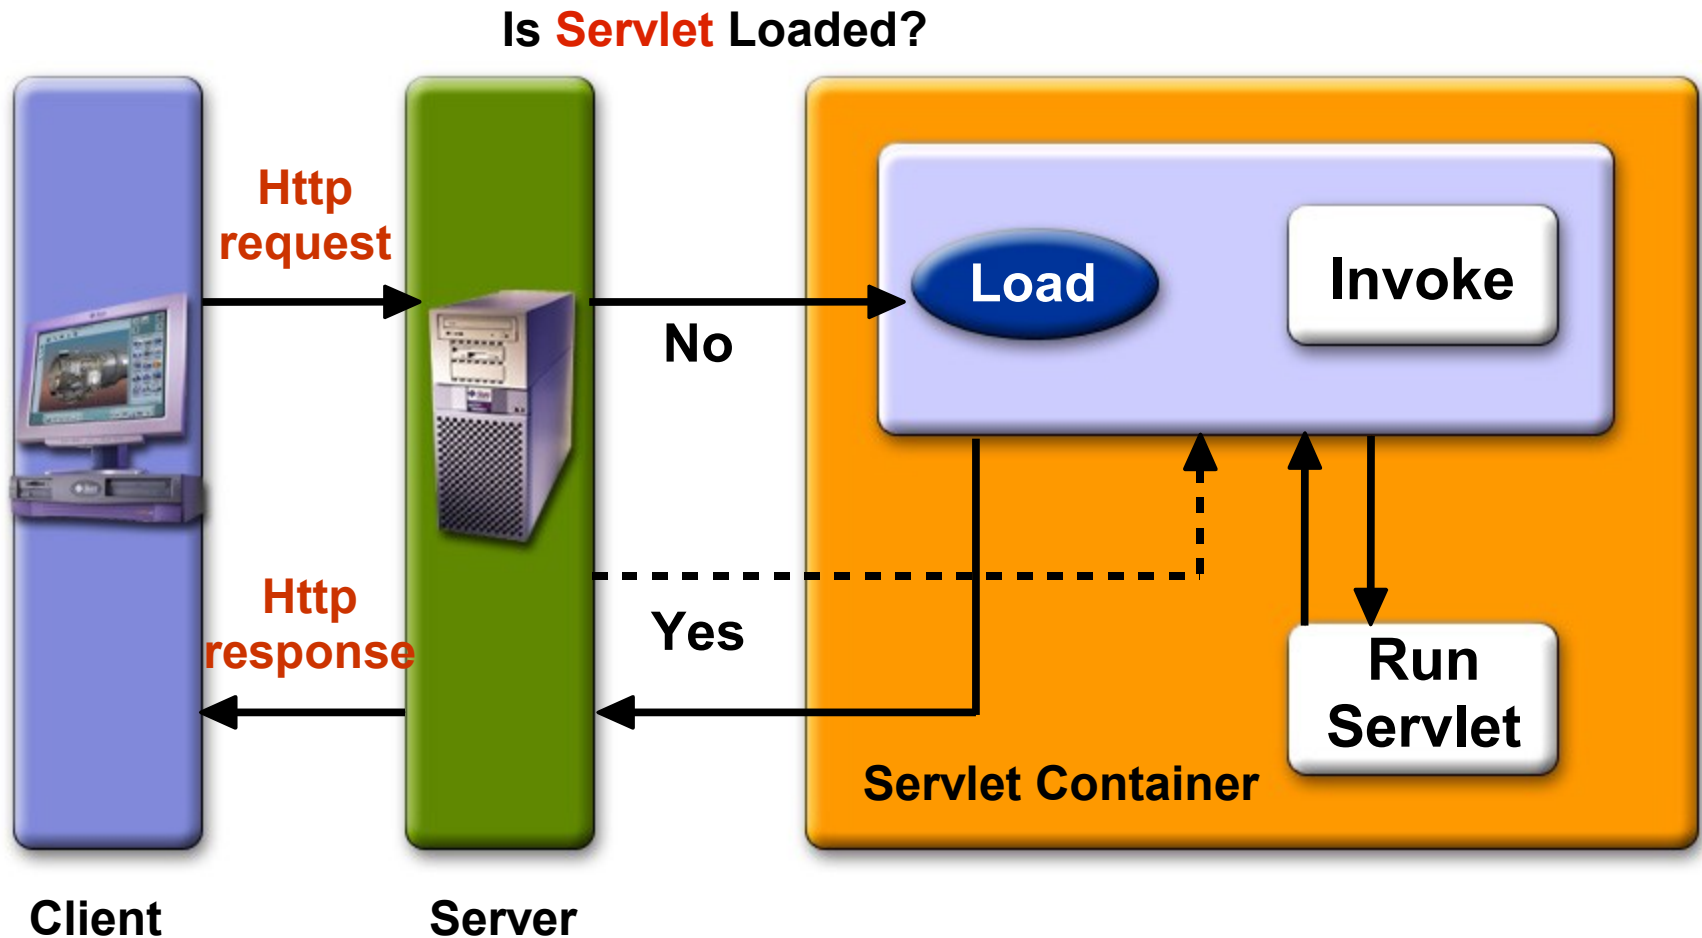 Is Servlet Loaded?
Http
request
No
Load
Invoke
Http
response
Yes
Run
Servlet
Servlet Container
Client
Server